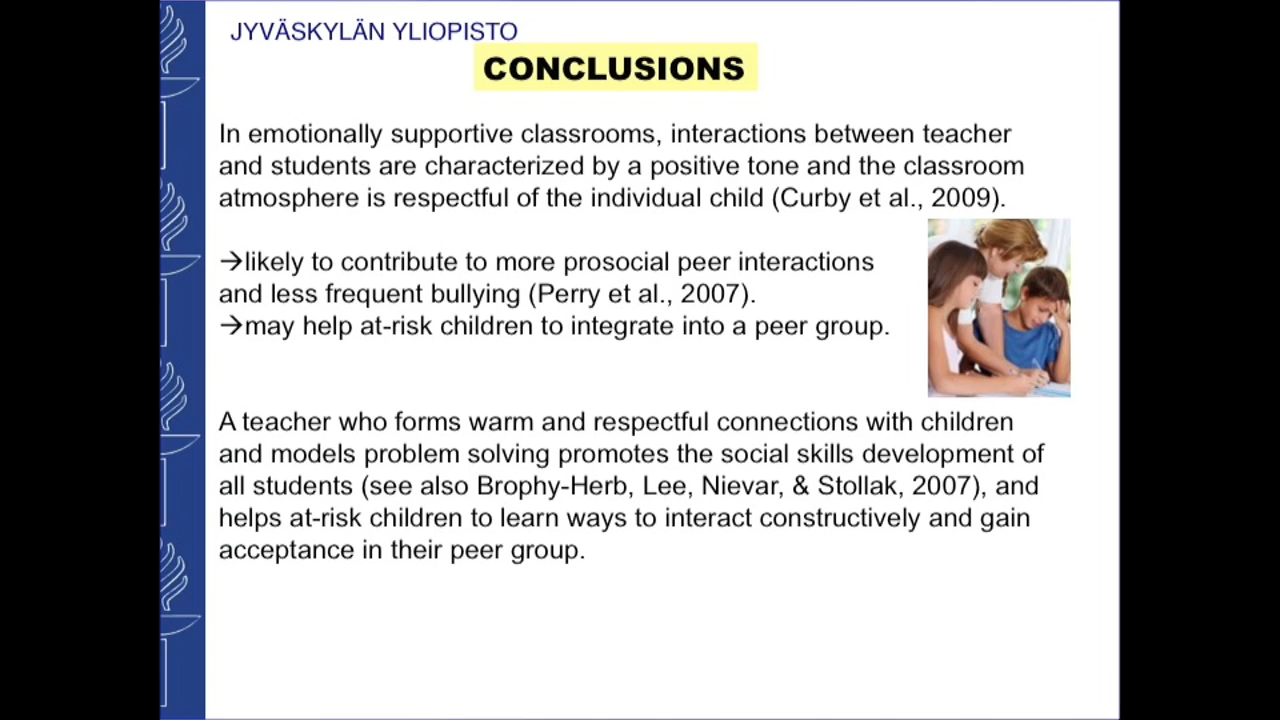 JYVÄSKYLÄN YLIOPISTO
CONCLUSIONS
In emotionally supportive classrooms, interactions between teacher
and students are characterized by a positive tone and the classroom
atmosphere is respectful of the individual child (Curby et al., 2009).
→likely to contribute to more prosocial peer interactions
and less frequent bullying (Perry et al., 2007).
→may help at-risk children to integrate into a peer group.
A teacher who forms warm and respectful connections with children
and models problem solving promotes the social skills development of
all students (see also Brophy-Herb, Lee, Nievar, & Stollak, 2007), and
helps at-risk children to learn ways to interact constructively and gain
acceptance in their peer group.